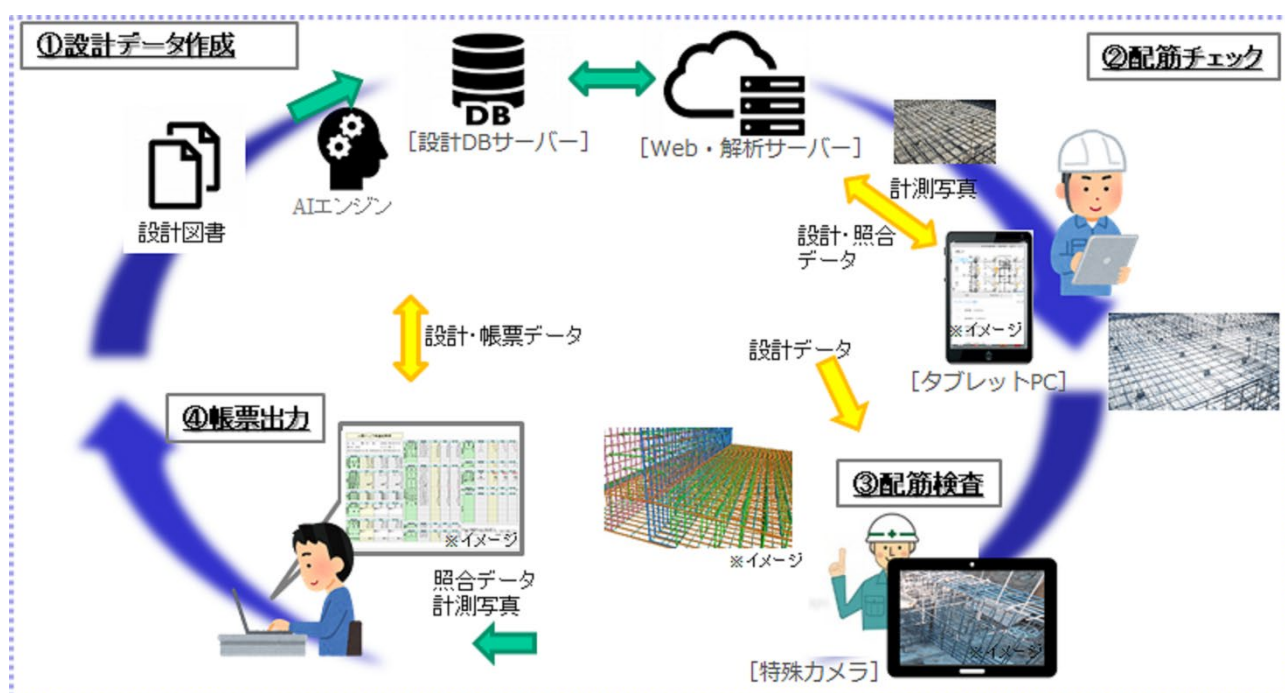 ①設計データ作成
DB
[設計DBサーバー]
[Web・解析サーバー]
②配筋チェック
AIエンジン
設計図書
計測写真
設計・照合
データ
※イメージ
[タブレットPC]
設計・帳票データ
設計データ
④帳票出力
※イメージ
※イメージ
③配筋検査
照合データ
計測写真
※イメージ
[特殊カメラ]